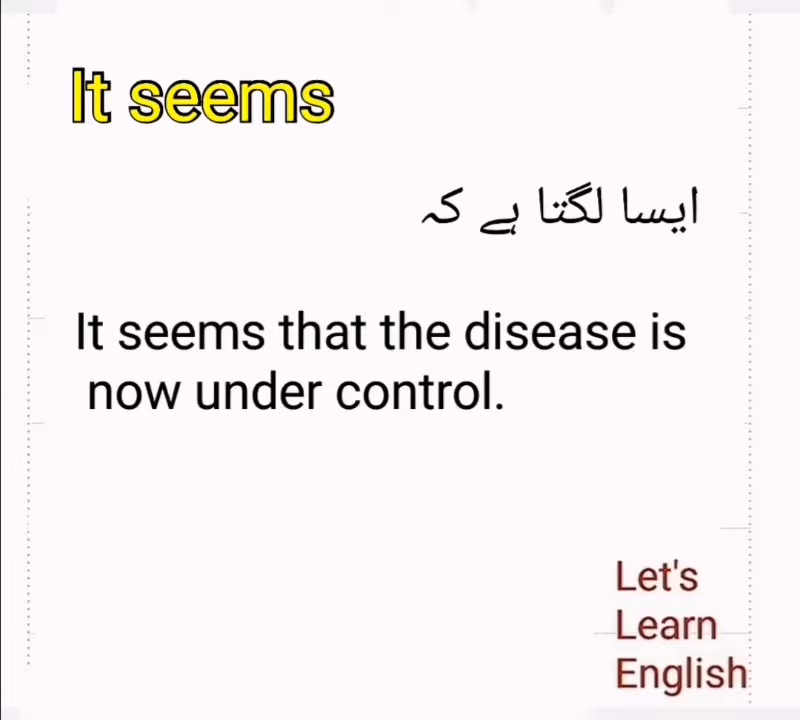 It seems
ایسا لگتا ہے کہ
It seems that the disease is
now under control.
Let's
Learn
English